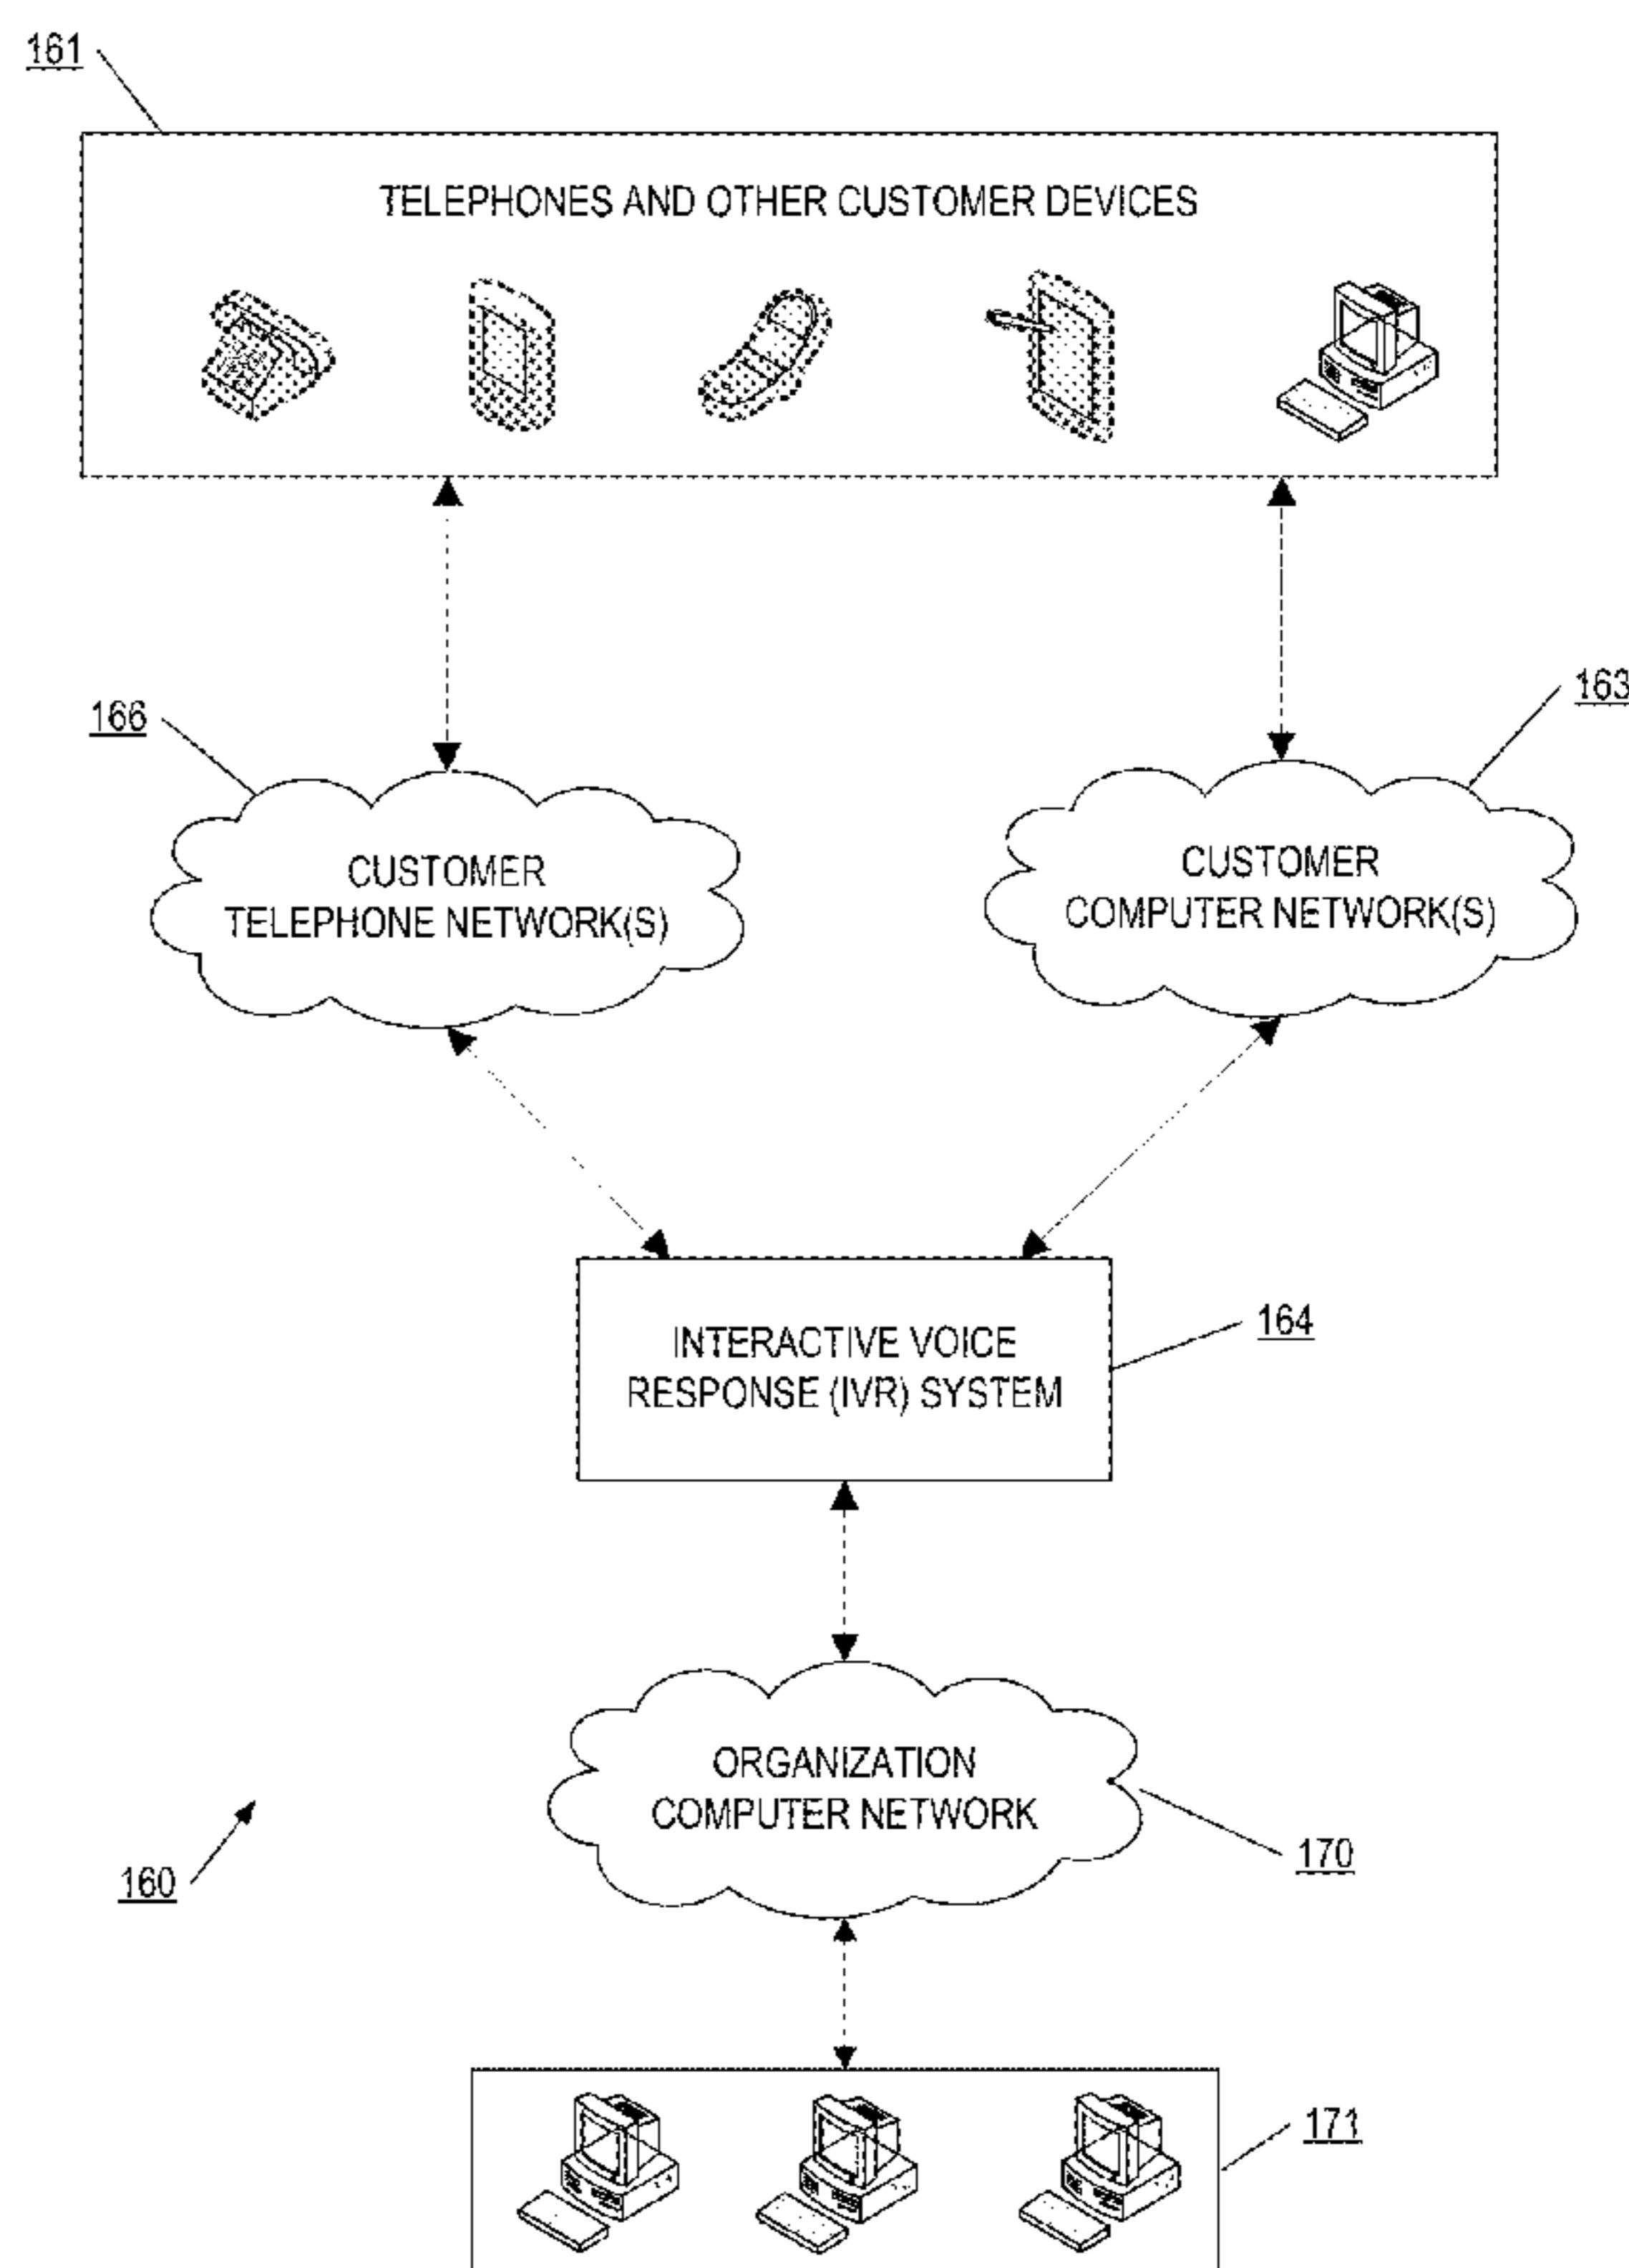 161
TELEPHONES AND OTHER CUSTOMER DEVICES
166
163
CUSTOMER
TELEPHONE NETWORK(S)
CUSTOMER
COMPUTER NETWORK(S)
INTERACTIVE VOICE
RESPONSE (IVR) SYSTEM
164
ORGANIZATION
COMPUTER NETWORK
160
170
171